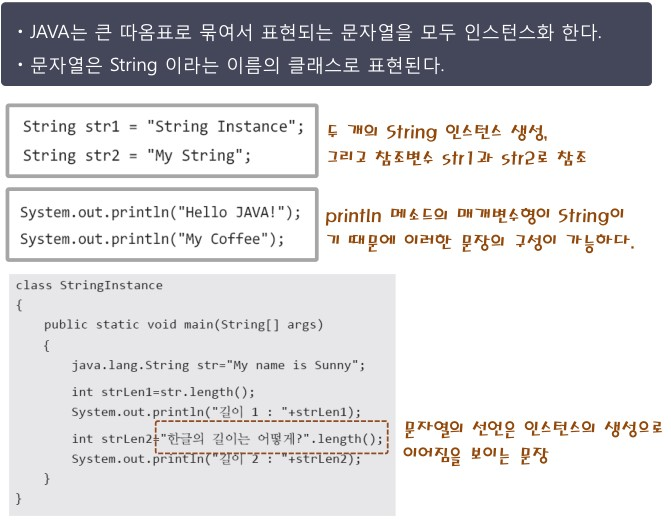 ・JAVA는 큰 따옴표로 묶여서 표현되는 문자열을 모두 인스턴스화 한다.
・문자열은 String 이라는 이름의 클래스로 표현된다.
String str1 = "String Instance";
String str2 = "My String";
두 개의 String 인스턴스 생성,
그리고 참조변수 str1과 str2로 참조
System.out.println("Hello JAVA!");
System.out.println("My Coffee");
println 메소드의 매개변수형이 String이
기 때문에 이러한 문장의 구성이 가능하다.
class StringInstance
{
public static void main(String[] args)
{
java.lang.String str="My name is Sunny";
int strLen1=str.length();
System.out.println("길이 1 : "+strLen1);
int strLen2="한글의 길이는 어떻게?".length();
System.out.println("길이 2 : "+strLen2);
}
}
문자열의 선언은 인스턴스의 생성으로
이어짐을 보이는 문장